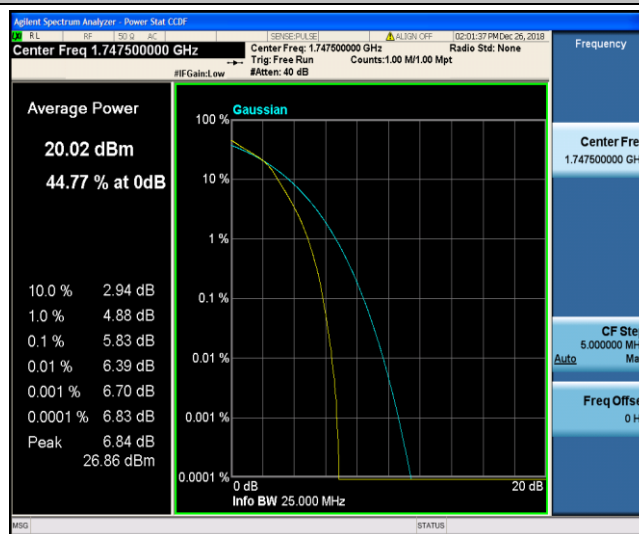 Agilent Spectrum Analyzer - Power Stat CCDF
RL RF 50 Ω AC SENSE:PULSE ALIGN OFF 02:01:37 PM Dec 26, 2018
Center Freq 1.747500000 GHz
Center Freq: 1.747500000 GHz Radio Std: None
Trig: Free Run Counts:1.00 M/1.00 Mpt
#IFGain:Low #Atten: 40 dB
Frequency
Average Power
20.02 dBm
44.77 % at 0dB
10.0 % 2.94 dB
1.0 % 4.88 dB
0.1 % 5.83 dB
0.01 % 6.39 dB
0.001 % 6.70 dB
0.0001 % 6.83 dB
Peak 6.84 dB
26.86 dBm
Gaussian
100 %
10 %
1 %
0.1 %
0.01 %
0.001 %
0.0001 %
0 dB 20 dB
Info BW 25.000 MHz
Center Fre
1.747500000 GH
CF Ste
5.000000 MH
Auto Ma
Freq Offse
0 H
MSG STATUS